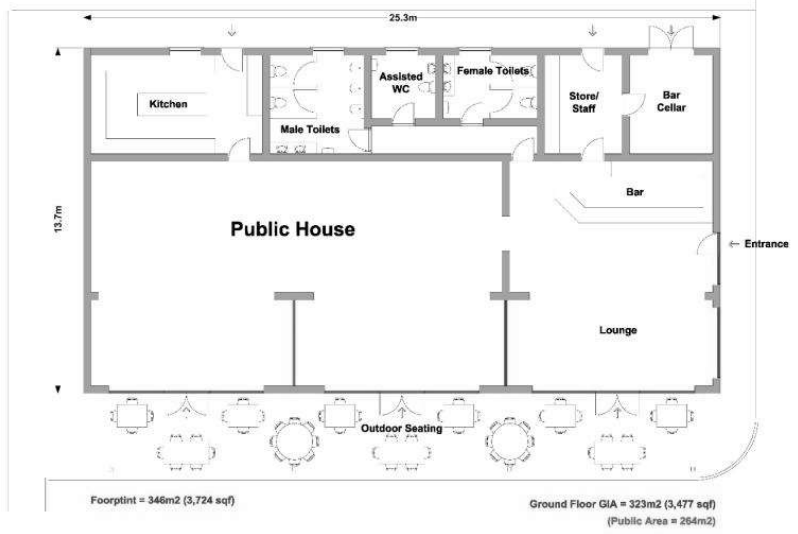 25.3m
Kitchen
Male Toilets
Assisted
WC
Female Toilets
Store/
Staff
Bar
Cellar
13.7m
Public House
Bar
Entrance
Lounge
Outdoor Seating
Foorptint = 346m2 (3,724 sqf)
Ground Floor GIA = 323m2 (3,477 sqf)
(Public Area = 264m2)